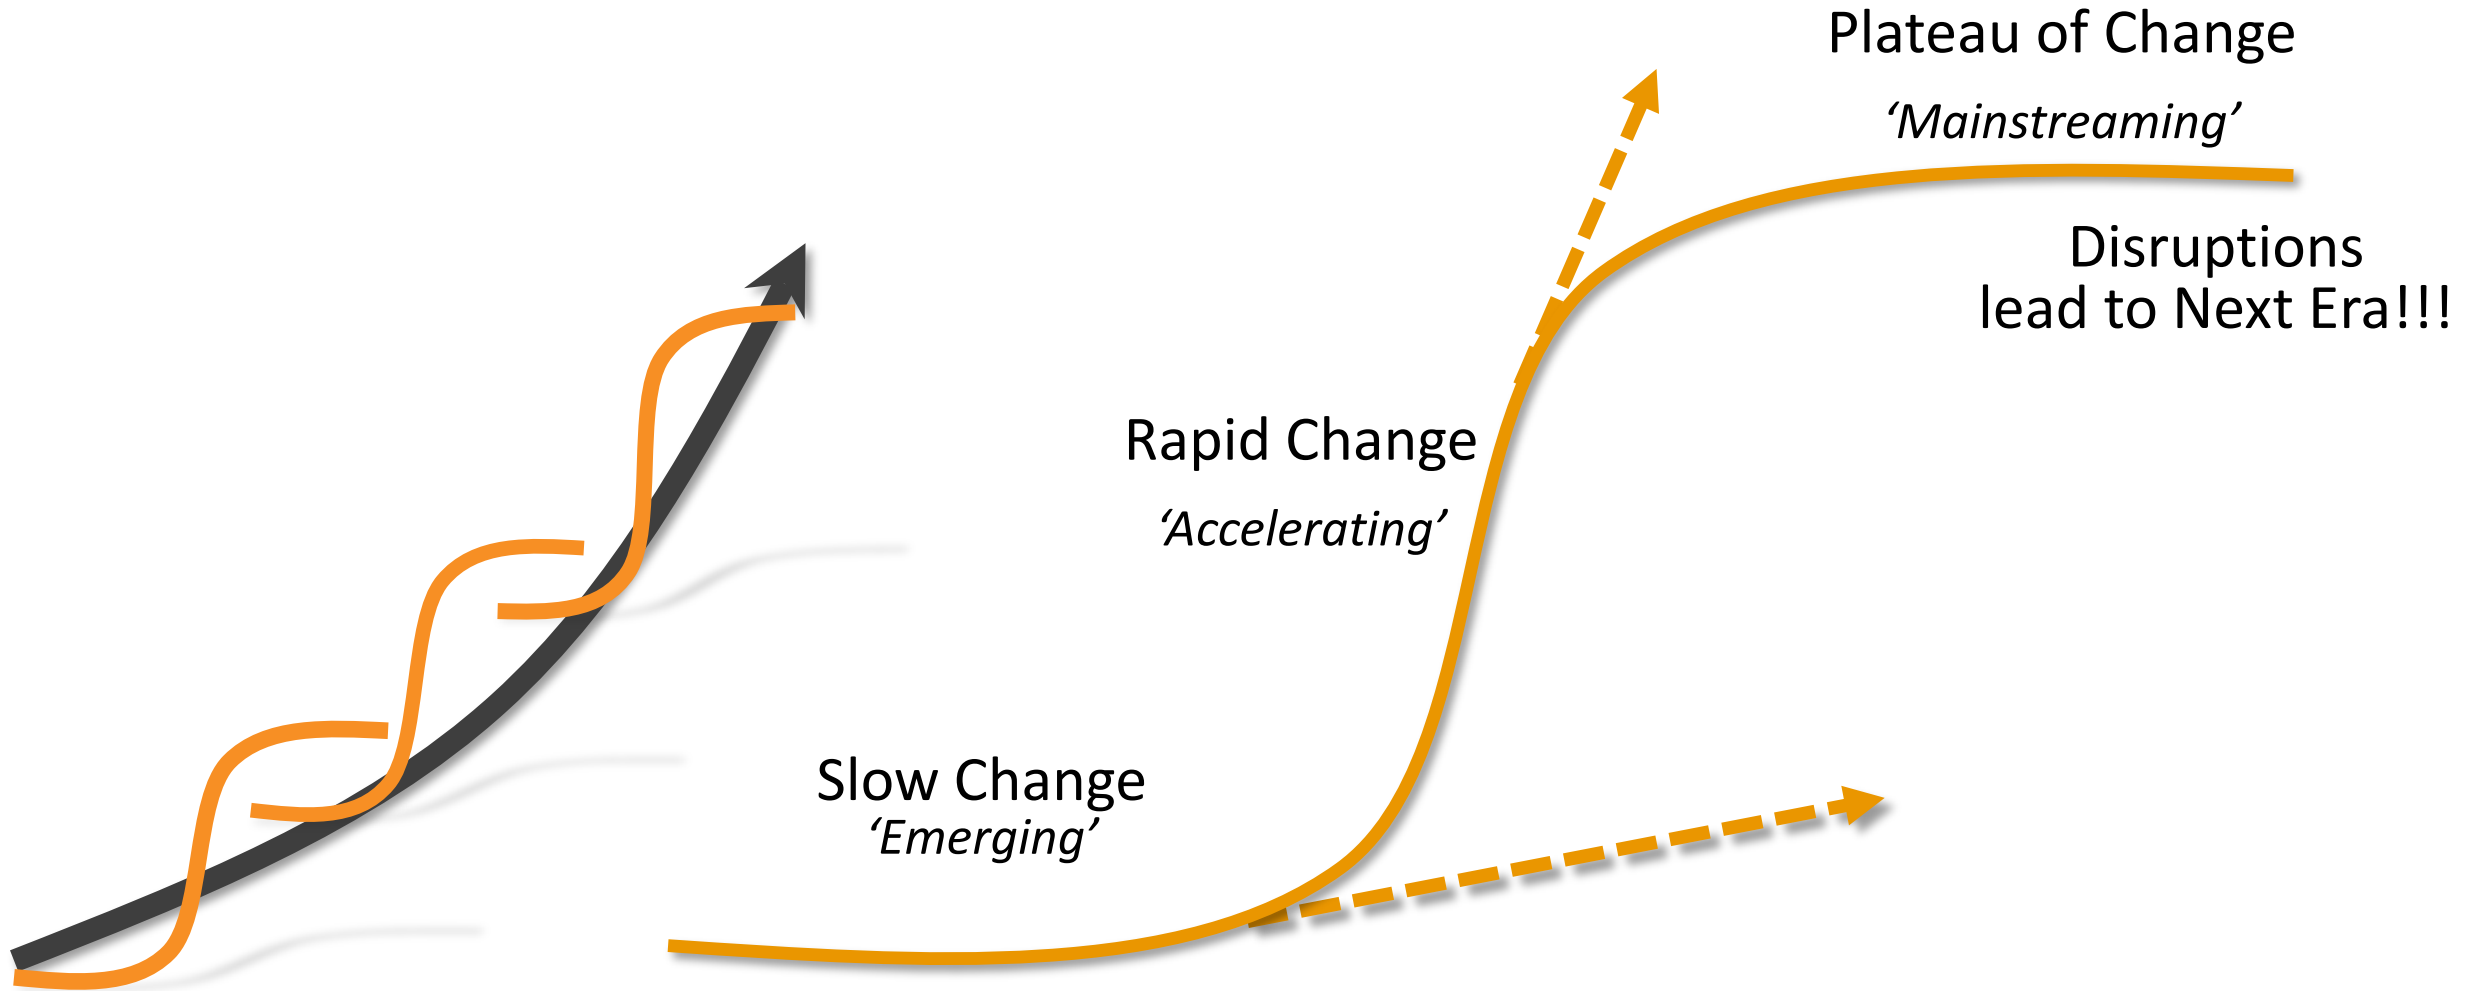 Plateau of Change
‘Mainstreaming’
Disruptions
lead to Next Era!!!
Rapid Change
‘Accelerating’
Slow Change
‘Emerging’